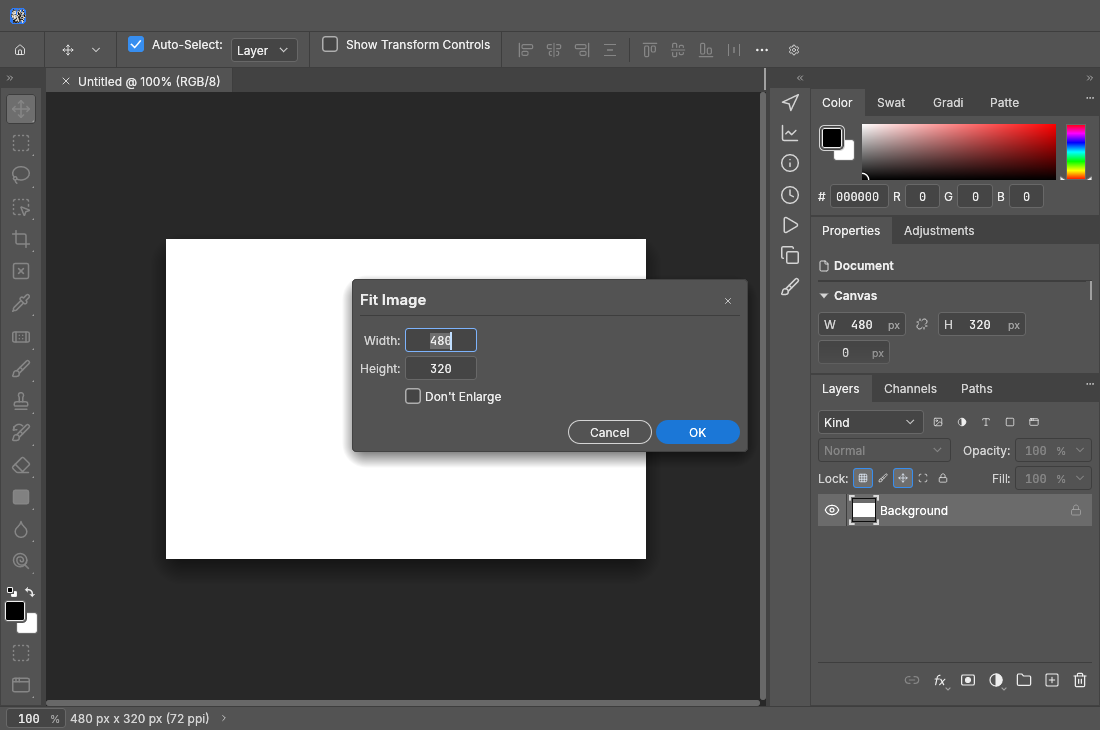 Auto-Select:
Layer
Show Transform Controls
Untitled @ 100% (RGB/8)
Color
Swat
Gradi
Patte
# 000000 R 0 G 0 B 0
Properties
Adjustments
Document
Canvas
W 480 px
H 320 px
0 px
Fit Image
Width: 480
Height: 320
Don't Enlarge
Cancel
OK
Layers
Channels
Paths
Kind
Normal
Opacity: 100 %
Lock:
Fill: 100 %
Background
fx
100 %
480 px x 320 px (72 ppi)